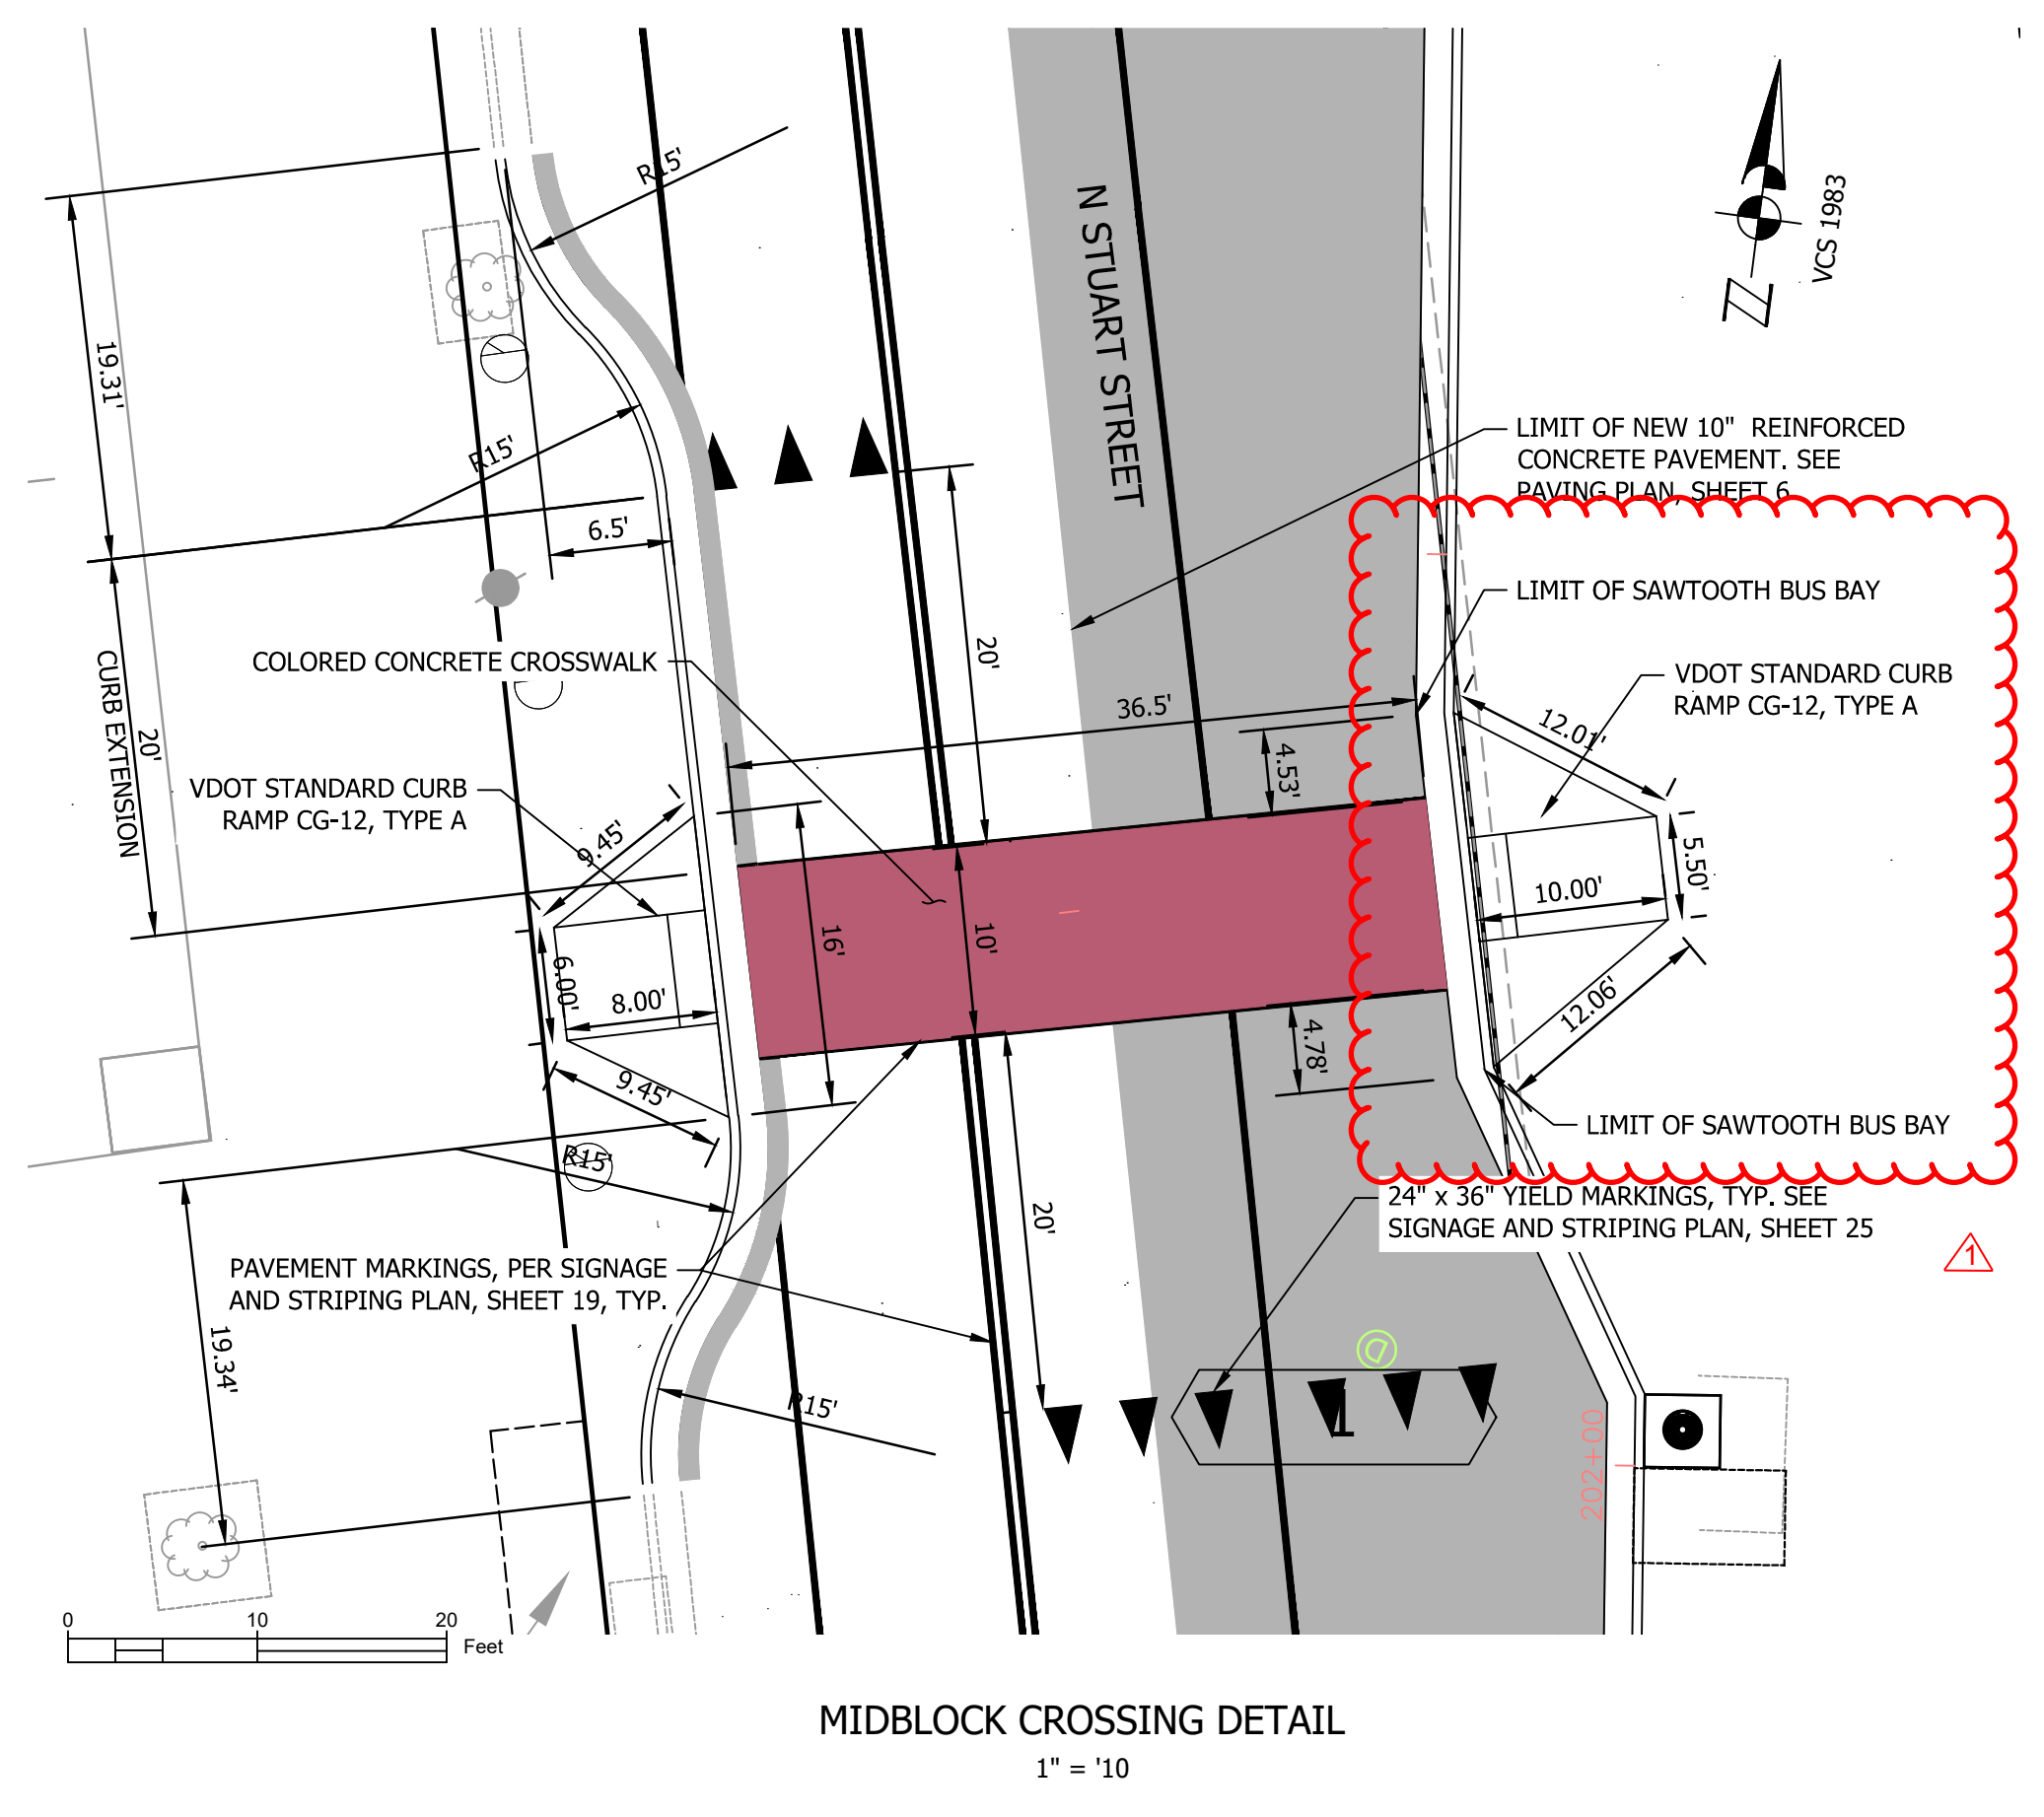 R15'
N STUART STREET
VCS 1983
N
19.31'
R15'
6.5'
LIMIT OF NEW 10" REINFORCED
CONCRETE PAVEMENT. SEE
PAVING PLAN, SHEET 6
LIMIT OF SAWTOOTH BUS BAY
COLORED CONCRETE CROSSWALK
20'
CURB EXTENSION
20'
36.5'
4.53'
VDOT STANDARD CURB
RAMP CG-12, TYPE A
12.01'
VDOT STANDARD CURB
RAMP CG-12, TYPE A
9.45'
5.50'
10.00'
16'
10'
6.00'
8.00'
12.06'
4.78'
9.45'
LIMIT OF SAWTOOTH BUS BAY
R15'
20'
24" x 36" YIELD MARKINGS, TYP. SEE
SIGNAGE AND STRIPING PLAN, SHEET 25
1
PAVEMENT MARKINGS, PER SIGNAGE
AND STRIPING PLAN, SHEET 19, TYP.
19.34'
R15'
D
1
202+00
0 10 20
Feet
MIDBLOCK CROSSING DETAIL
1" = '10